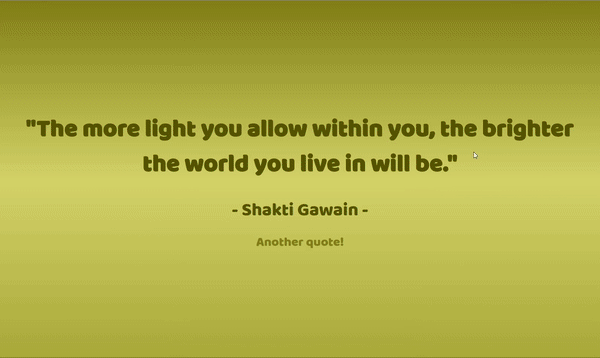 "The more light you allow within you, the brighter
the world you live in will be."
- Shakti Gawain -
Another quote!